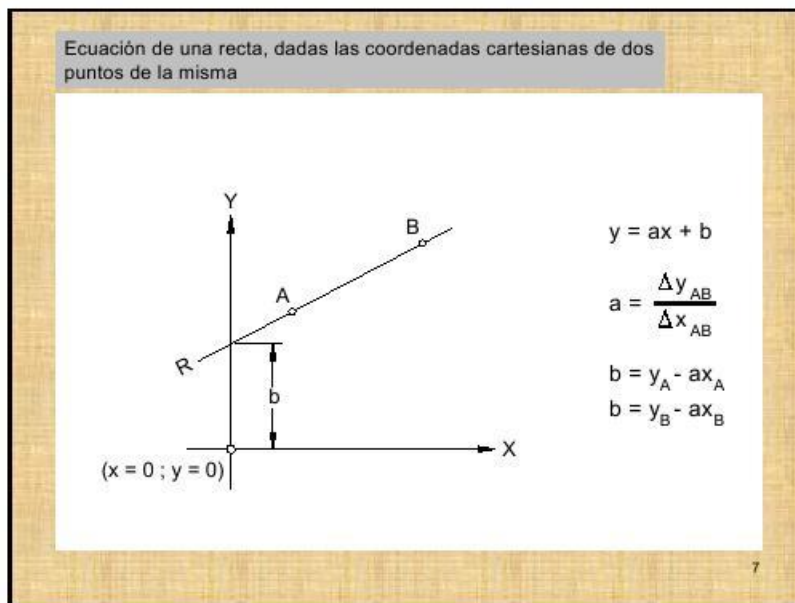 Ecuación de una recta, dadas las coordenadas cartesianas de dos
puntos de la misma
Y
B
A
R
b
X
(x = 0 ; y = 0)
y = ax + b
a = Δy_AB / Δx_AB
b = y_A - ax_A
b = y_B - ax_B
7